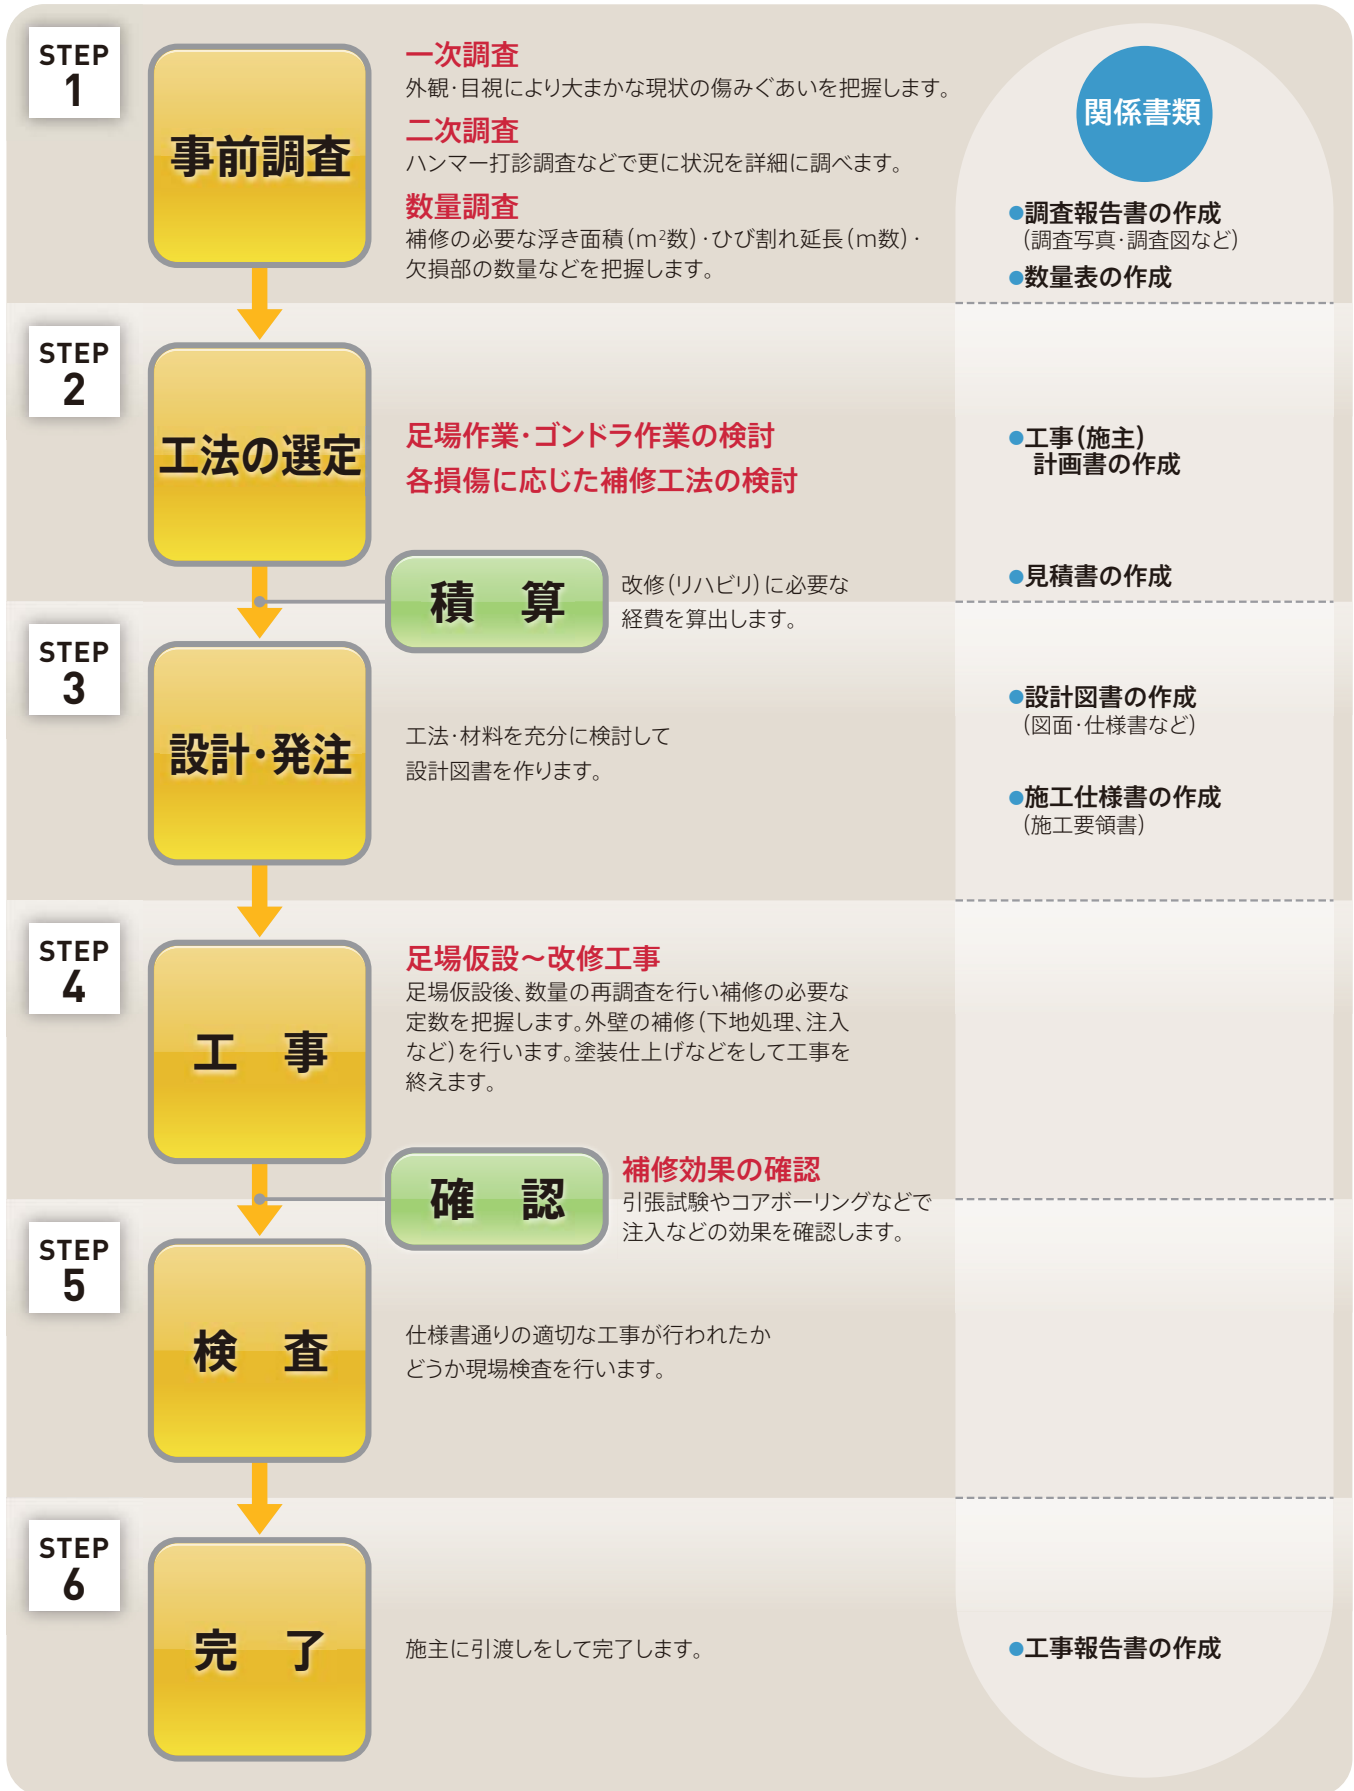 STEP
1
事前調査
一次調査
外観･目視により大まかな現状の傷みぐあいを把握します。
二次調査
ハンマー打診調査などで更に状況を詳細に調べます。
数量調査
補修の必要な浮き面積(m²数)･ひび割れ延長(m数)･
欠損部の数量などを把握します。
関係書類
●調査報告書の作成
(調査写真･調査図など)
●数量表の作成
STEP
2
工法の選定
足場作業･ゴンドラ作業の検討
各損傷に応じた補修工法の検討
●工事(施主)
計画書の作成
積　算
改修(リハビリ)に必要な
経費を算出します。
●見積書の作成
STEP
3
設計･発注
工法･材料を充分に検討して
設計図書を作ります。
●設計図書の作成
(図面･仕様書など)
●施工仕様書の作成
(施工要領書)
STEP
4
工　事
足場仮設～改修工事
足場仮設後、数量の再調査を行い補修の必要な
定数を把握します。外壁の補修(下地処理、注入
など)を行います。塗装仕上げなどをして工事を
終えます。
確　認
補修効果の確認
引張試験やコアボーリングなどで
注入などの効果を確認します。
STEP
5
検　査
仕様書通りの適切な工事が行われたか
どうか現場検査を行います。
STEP
6
完　了
施主に引渡しをして完了します。
●工事報告書の作成